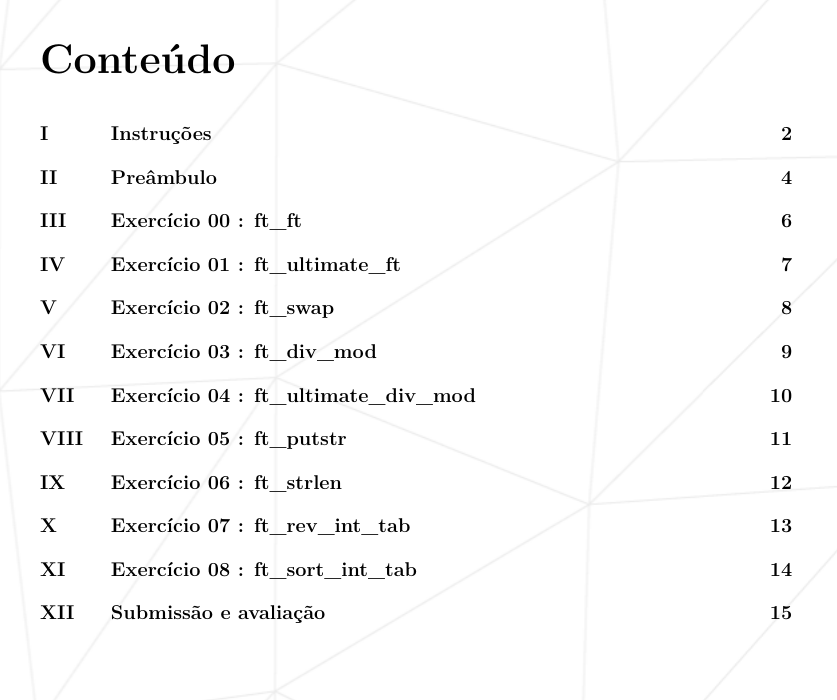 Conteúdo
I Instruções 2
II Preâmbulo 4
III Exercício 00 : ft_ft 6
IV Exercício 01 : ft_ultimate_ft 7
V Exercício 02 : ft_swap 8
VI Exercício 03 : ft_div_mod 9
VII Exercício 04 : ft_ultimate_div_mod 10
VIII Exercício 05 : ft_putstr 11
IX Exercício 06 : ft_strlen 12
X Exercício 07 : ft_rev_int_tab 13
XI Exercício 08 : ft_sort_int_tab 14
XII Submissão e avaliação 15